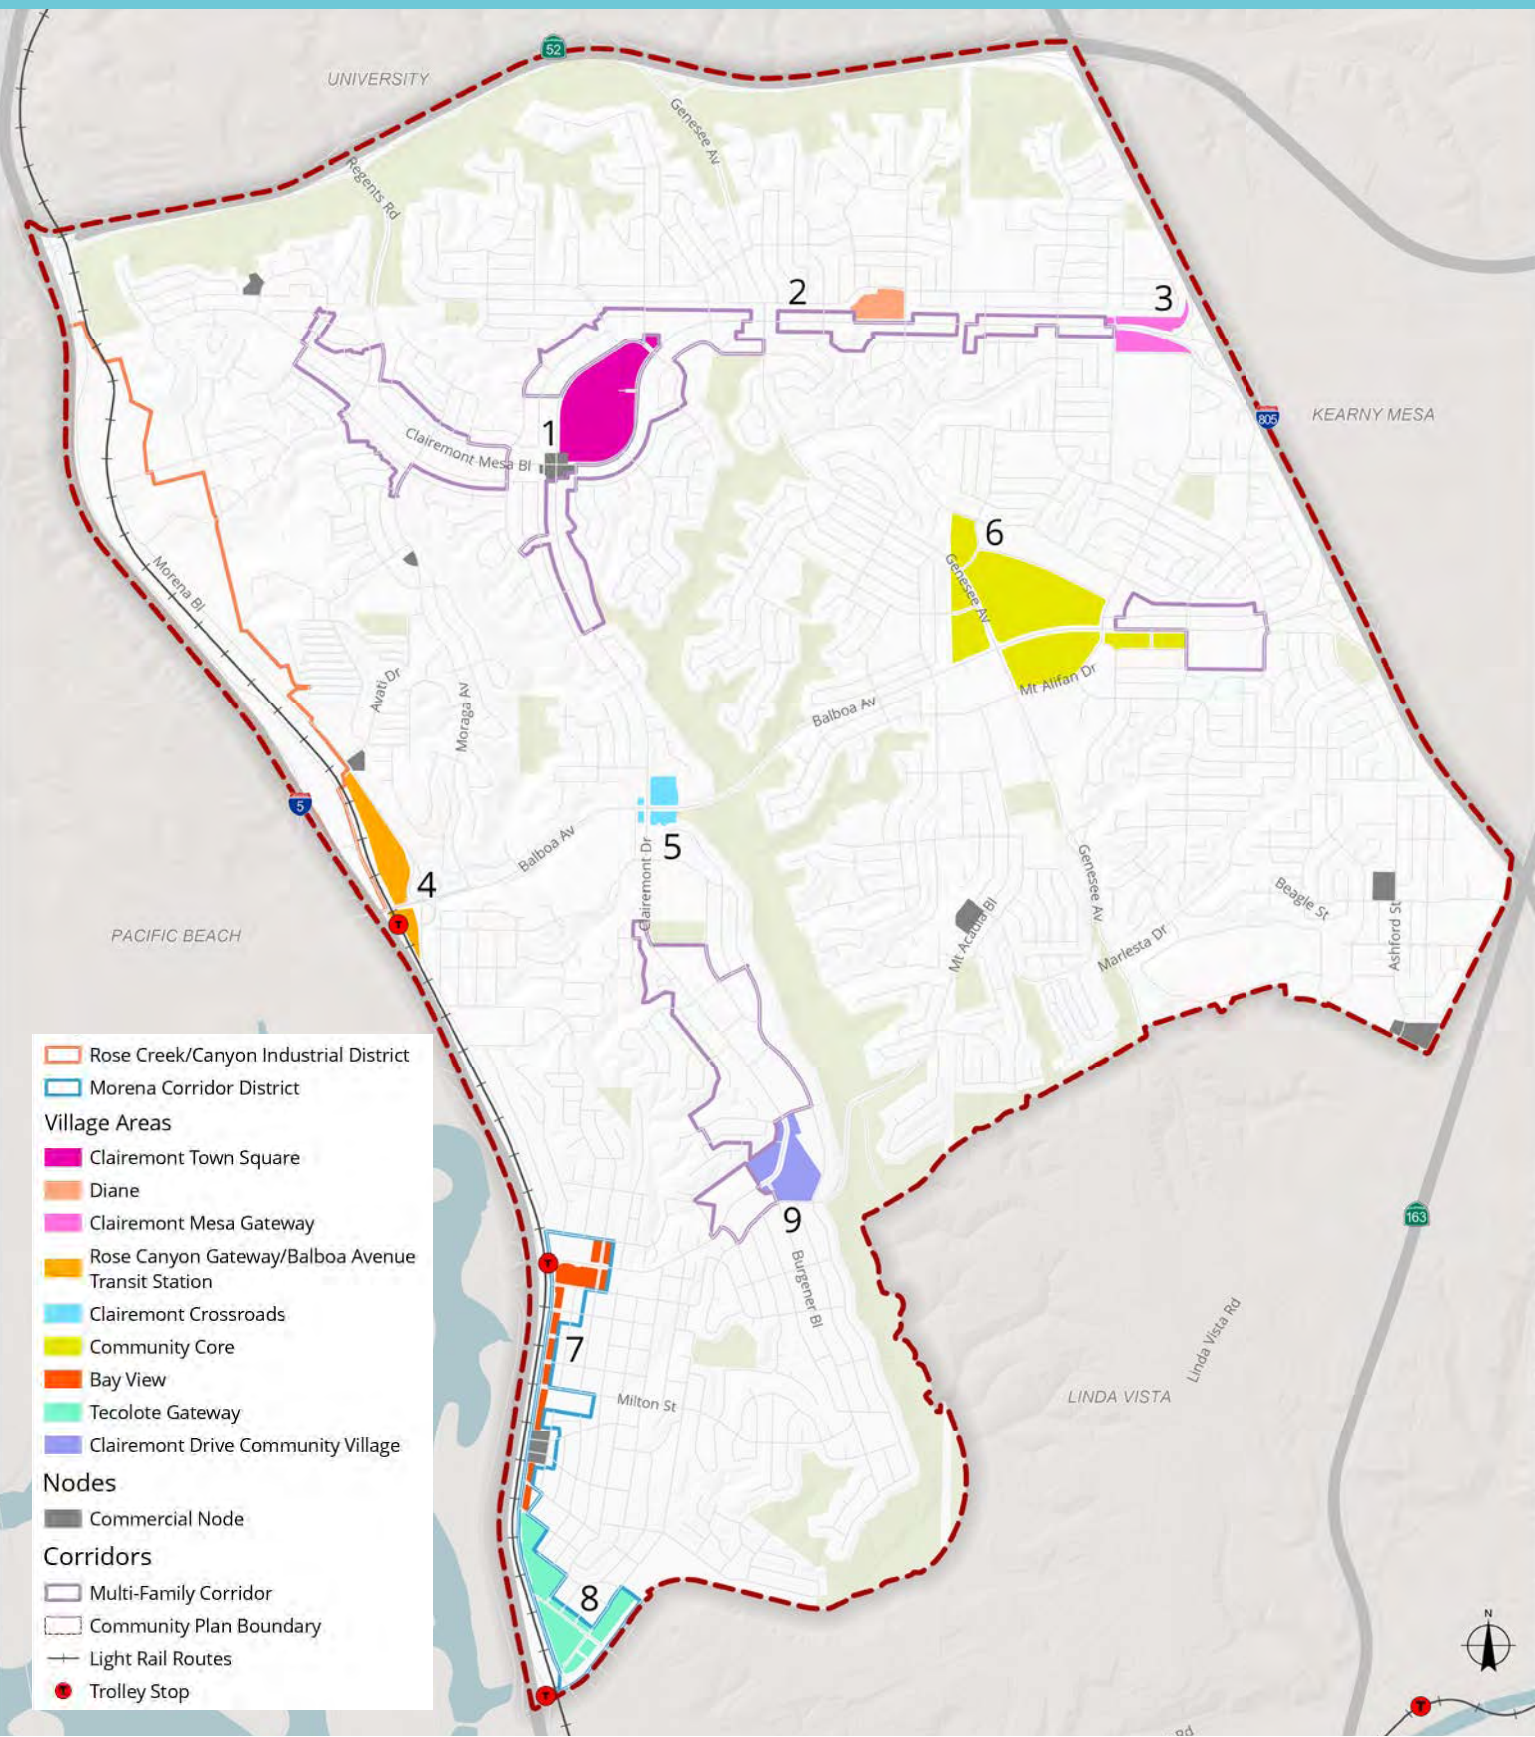 52
UNIVERSITY
Genesee Av
Regents Rd
2
3
805
KEARNY MESA
1
Clairemont Mesa Bl
6
Genesee Av
Morena Bl
Mt Alifan Dr
Avati Dr
Moraga Av
Balboa Av
5
Balboa Av
5
Clairemont Dr
4
Genesee Av
Beagle St
Ashford St
Mt Acadia Bl
Marlesta Dr
PACIFIC BEACH
9
Burgener Bl
163
7
Milton St
Linda Vista Rd
LINDA VISTA
8
Rose Creek/Canyon Industrial District
Morena Corridor District
Village Areas
Clairemont Town Square
Diane
Clairemont Mesa Gateway
Rose Canyon Gateway/Balboa Avenue
Transit Station
Clairemont Crossroads
Community Core
Bay View
Tecolote Gateway
Clairemont Drive Community Village
Nodes
Commercial Node
Corridors
Multi-Family Corridor
Community Plan Boundary
Light Rail Routes
T Trolley Stop
T
T
T
T
N
Rd